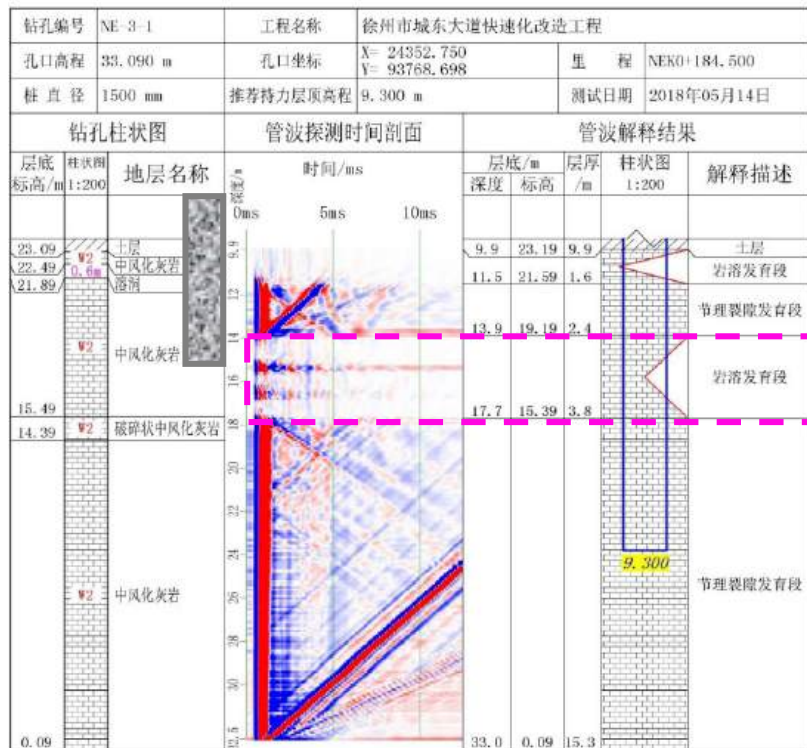 钻孔编号 NE-3-1 工程名称 徐州市城东大道快速化改造工程
孔口高程 33.090 m 孔口坐标 X= 24352.750 Y= 93768.698 里 程 NEK0+184.500
桩直径 1500 mm 推荐持力层顶高程 9.300 m 测试日期 2018年05月14日
钻孔柱状图 管波探测时间剖面 管波解释结果
层底标高/m 柱状图1:200 地层名称 深度/m 时间/ms 层底/m 层厚/m 柱状图1:200 解释描述
深度 标高
0ms 5ms 10ms
23.09 土层 9.9 9.9 23.19 9.9 土层
22.49 W2 中风化灰岩
0.6m 11.5 21.59 1.6 岩溶发育段
21.89 溶洞
12
节理裂隙发育段
14 13.9 19.19 2.4
W2 中风化灰岩
16 岩溶发育段
15.49 17.7 15.39 3.8
18
14.39 W2 破碎状中风化灰岩
20
22
24
9.300
W2 中风化灰岩 26 节理裂隙发育段
28
30
0.09 32.5 33.0 0.09 15.3